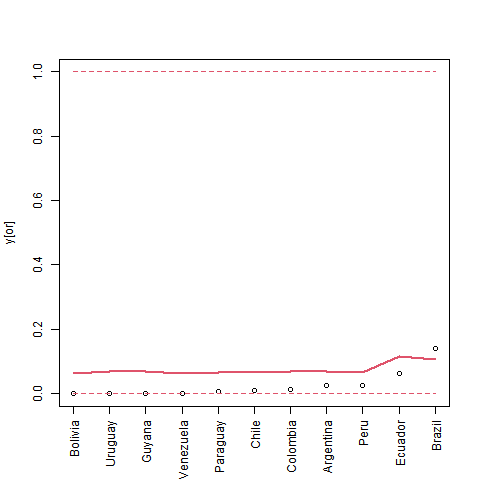 y[or]
1.0
0.8
0.6
0.4
0.2
0.0
Bolivia
Uruguay
Guyana
Venezuela
Paraguay
Chile
Colombia
Argentina
Peru
Ecuador
Brazil